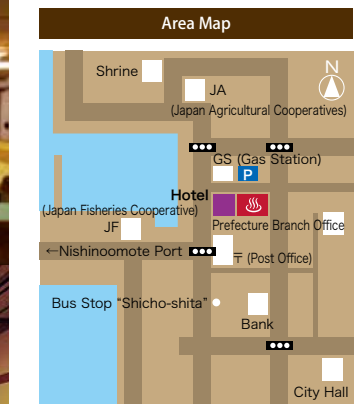 Area Map
N
Shrine
JA
(Japan Agricultural Cooperatives)
GS (Gas Station)
P
Hotel
(Japan Fisheries Cooperative)
JF
Prefecture Branch Office
←Nishinoomote Port
〒 (Post Office)
Bus Stop “Shicho-shita”
Bank
City Hall